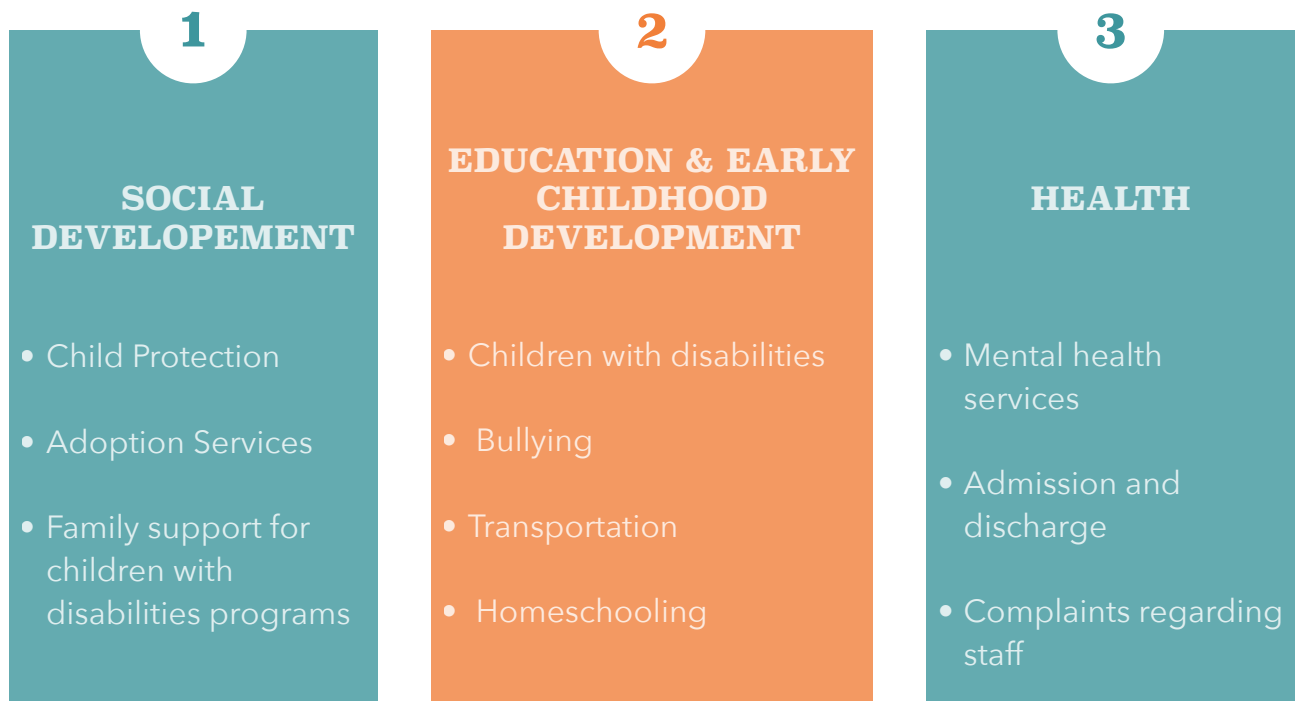 1
SOCIAL
DEVELOPEMENT
• Child Protection
• Adoption Services
• Family support for
children with
disabilities programs
2
EDUCATION & EARLY
CHILDHOOD
DEVELOPMENT
• Children with disabilities
• Bullying
• Transportation
• Homeschooling
3
HEALTH
• Mental health
services
• Admission and
discharge
• Complaints regarding
staff